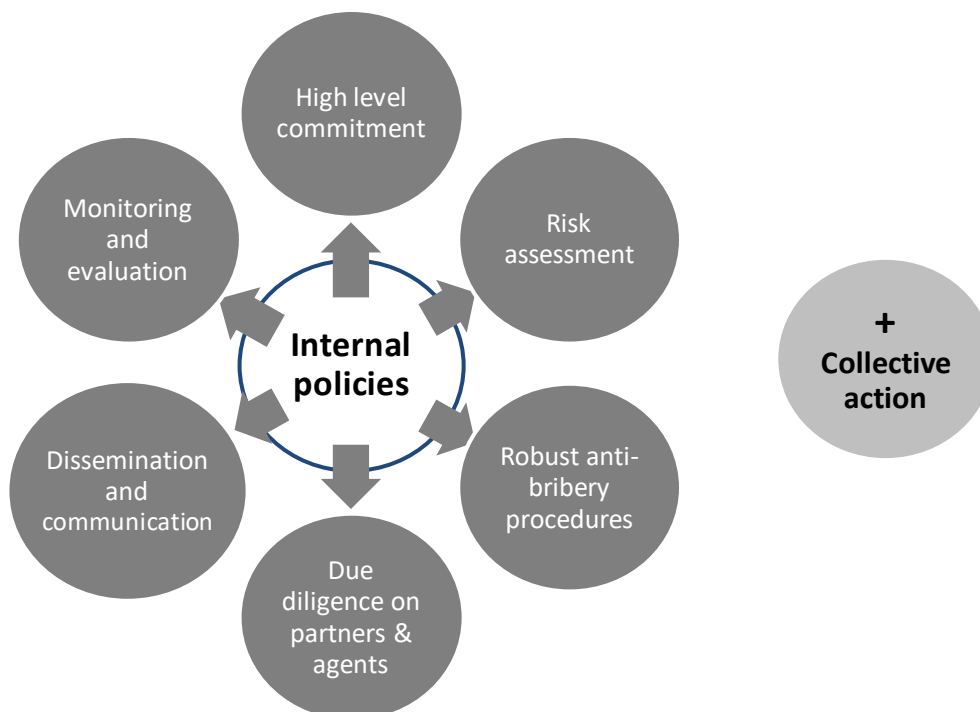 High level
commitment
Risk
assessment
Robust anti-
bribery
procedures
Due
diligence on
partners &
agents
Dissemination
and
communication
Monitoring
and
evaluation
Internal
policies
+
Collective
action